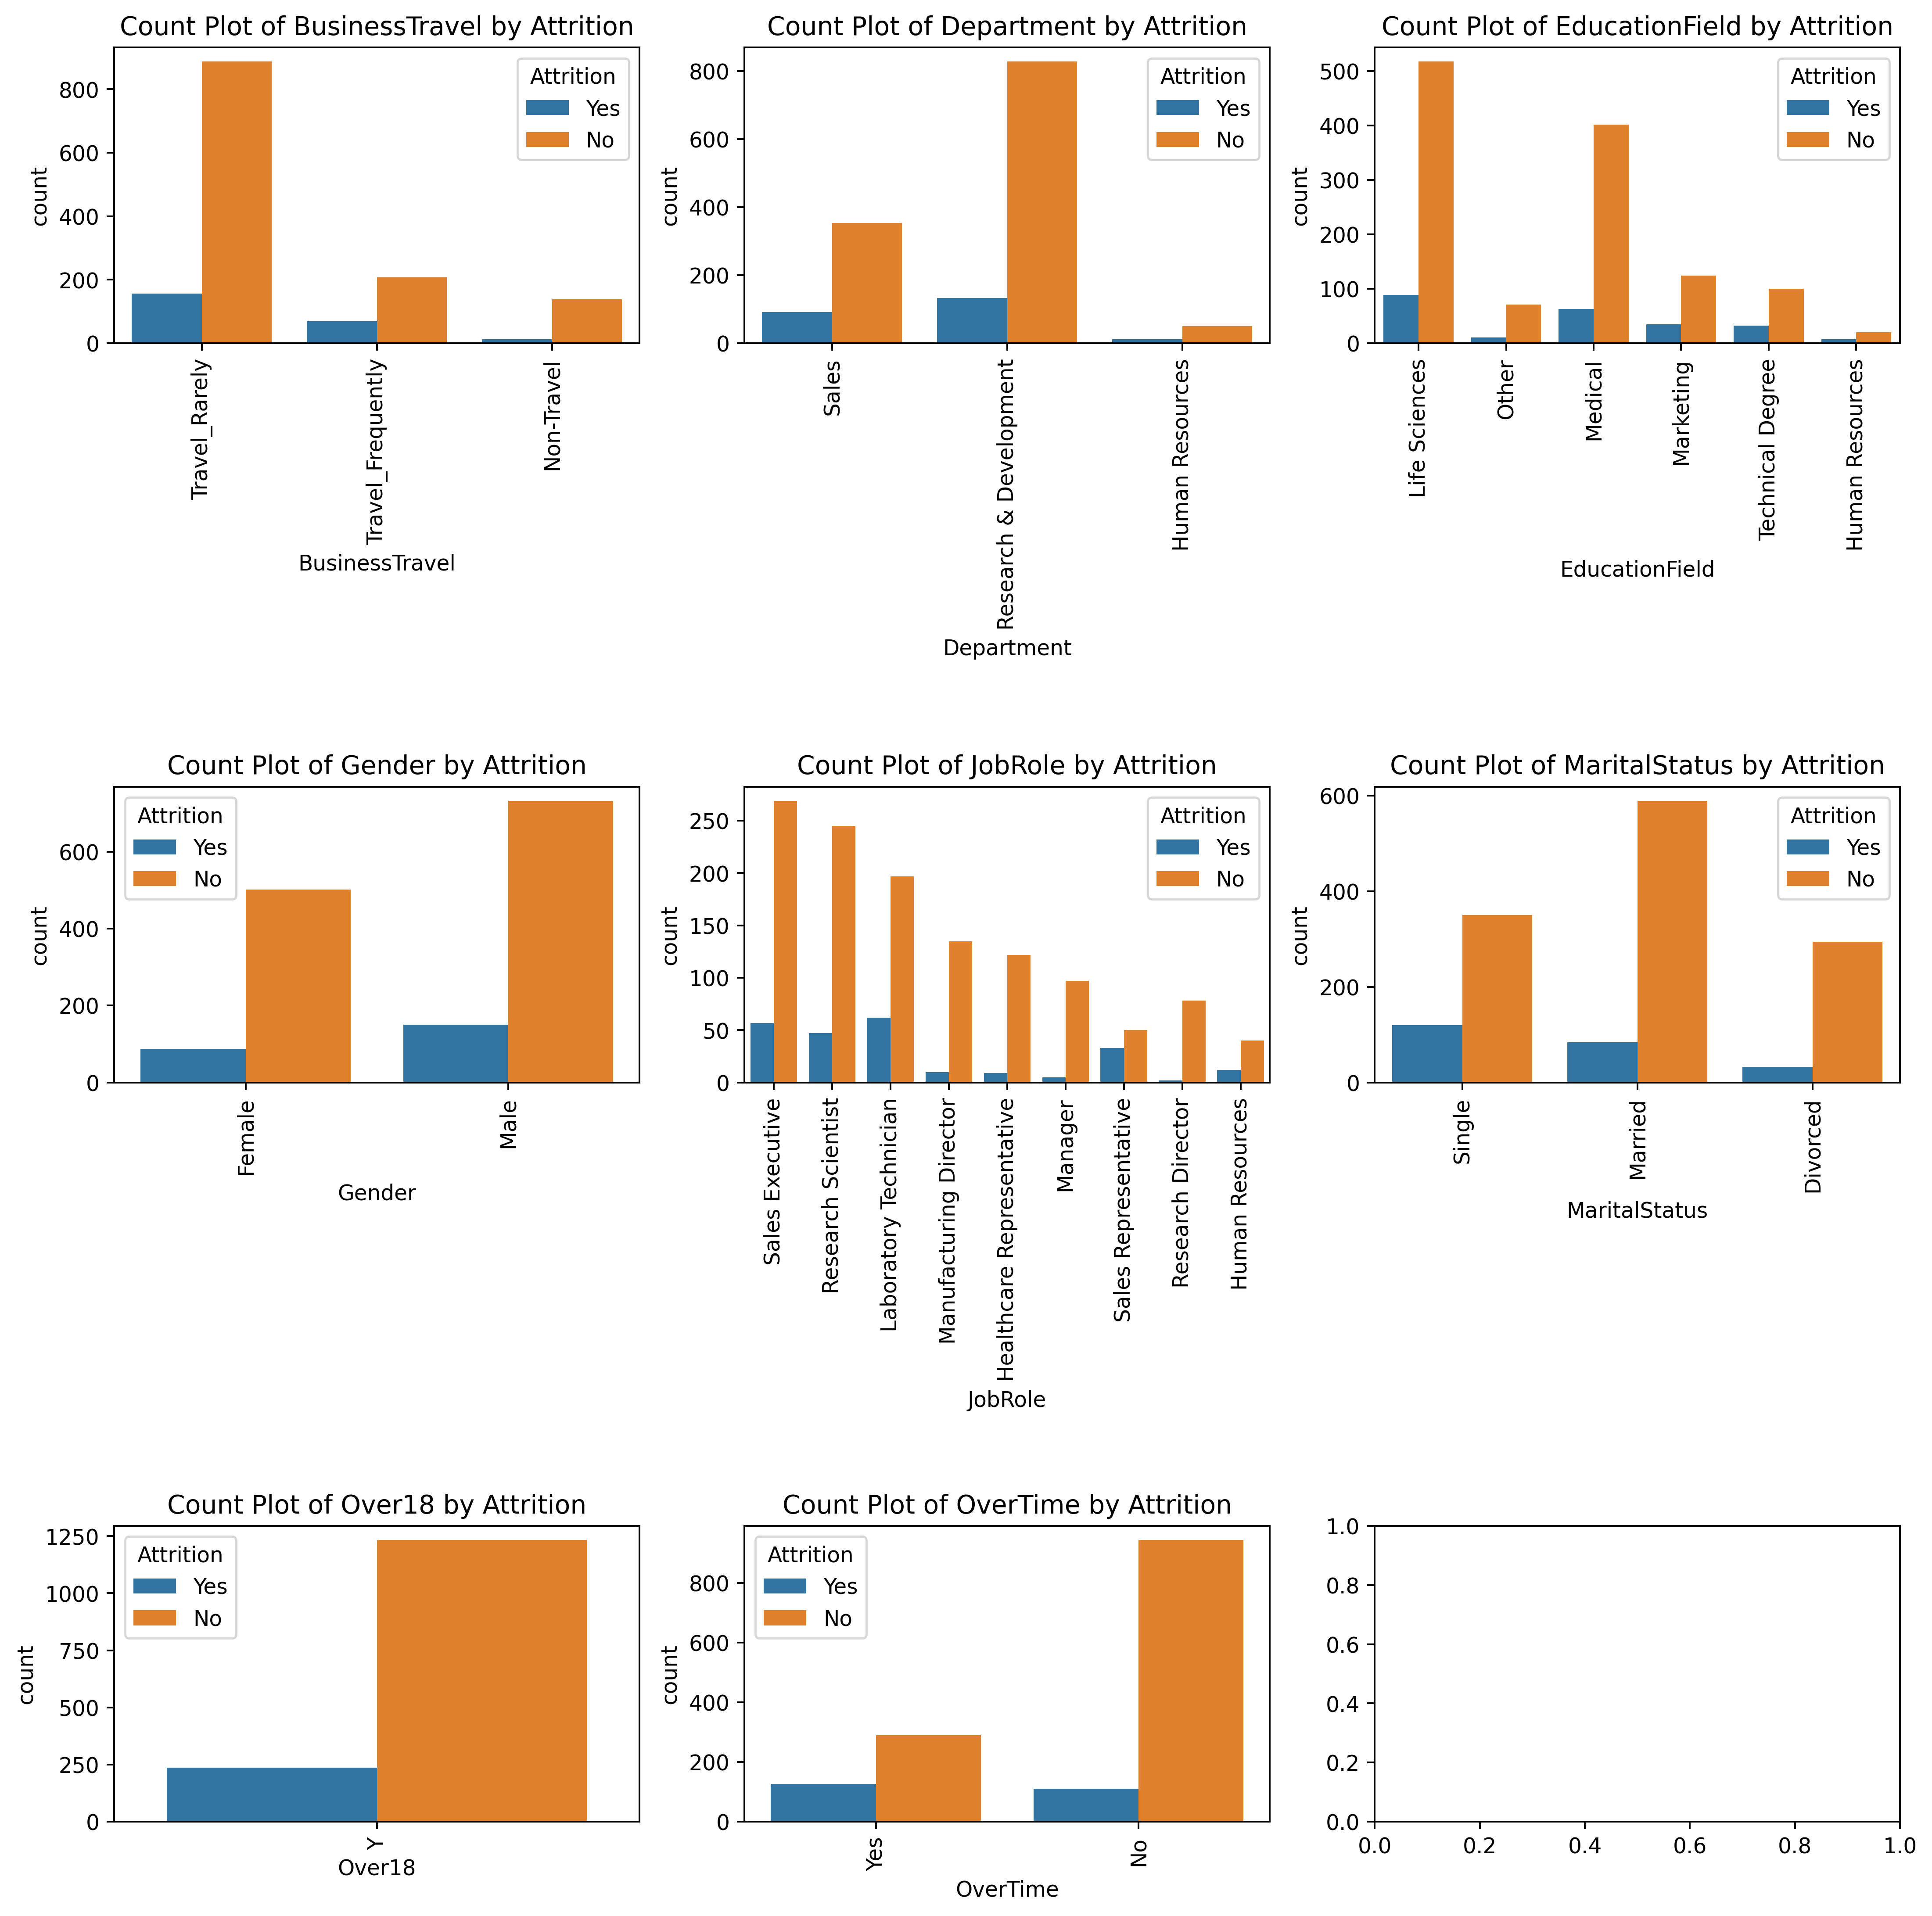 Count Plot of BusinessTravel by Attrition
count
800
600
400
200
0
Attrition
Yes
No
Travel_Rarely
Travel_Frequently
Non-Travel
BusinessTravel
Count Plot of Department by Attrition
count
800
600
400
200
0
Attrition
Yes
No
Sales
Research & Development
Human Resources
Department
Count Plot of EducationField by Attrition
count
500
400
300
200
100
0
Attrition
Yes
No
Life Sciences
Other
Medical
Marketing
Technical Degree
Human Resources
EducationField
Count Plot of Gender by Attrition
count
600
400
200
0
Attrition
Yes
No
Female
Male
Gender
Count Plot of JobRole by Attrition
count
250
200
150
100
50
0
Attrition
Yes
No
Sales Executive
Research Scientist
Laboratory Technician
Manufacturing Director
Healthcare Representative
Manager
Sales Representative
Research Director
Human Resources
JobRole
Count Plot of MaritalStatus by Attrition
count
600
400
200
0
Attrition
Yes
No
Single
Married
Divorced
MaritalStatus
Count Plot of Over18 by Attrition
count
1250
1000
750
500
250
0
Attrition
Yes
No
Y
Over18
Count Plot of OverTime by Attrition
count
800
600
400
200
0
Attrition
Yes
No
Yes
No
OverTime
1.0
0.8
0.6
0.4
0.2
0.0
0.0 0.2 0.4 0.6 0.8 1.0